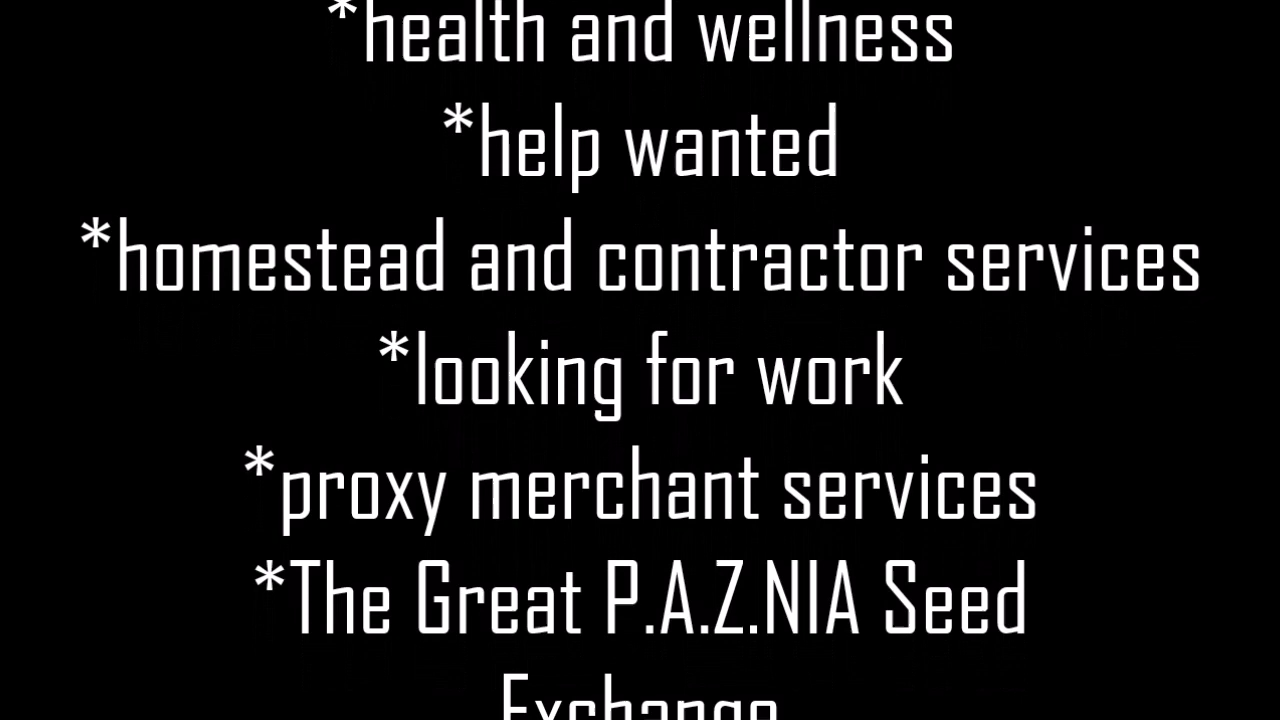 *health and wellness
*help wanted
*homestead and contractor services
*looking for work
*proxy merchant services
*The Great P.A.Z.NIA Seed
Exchange